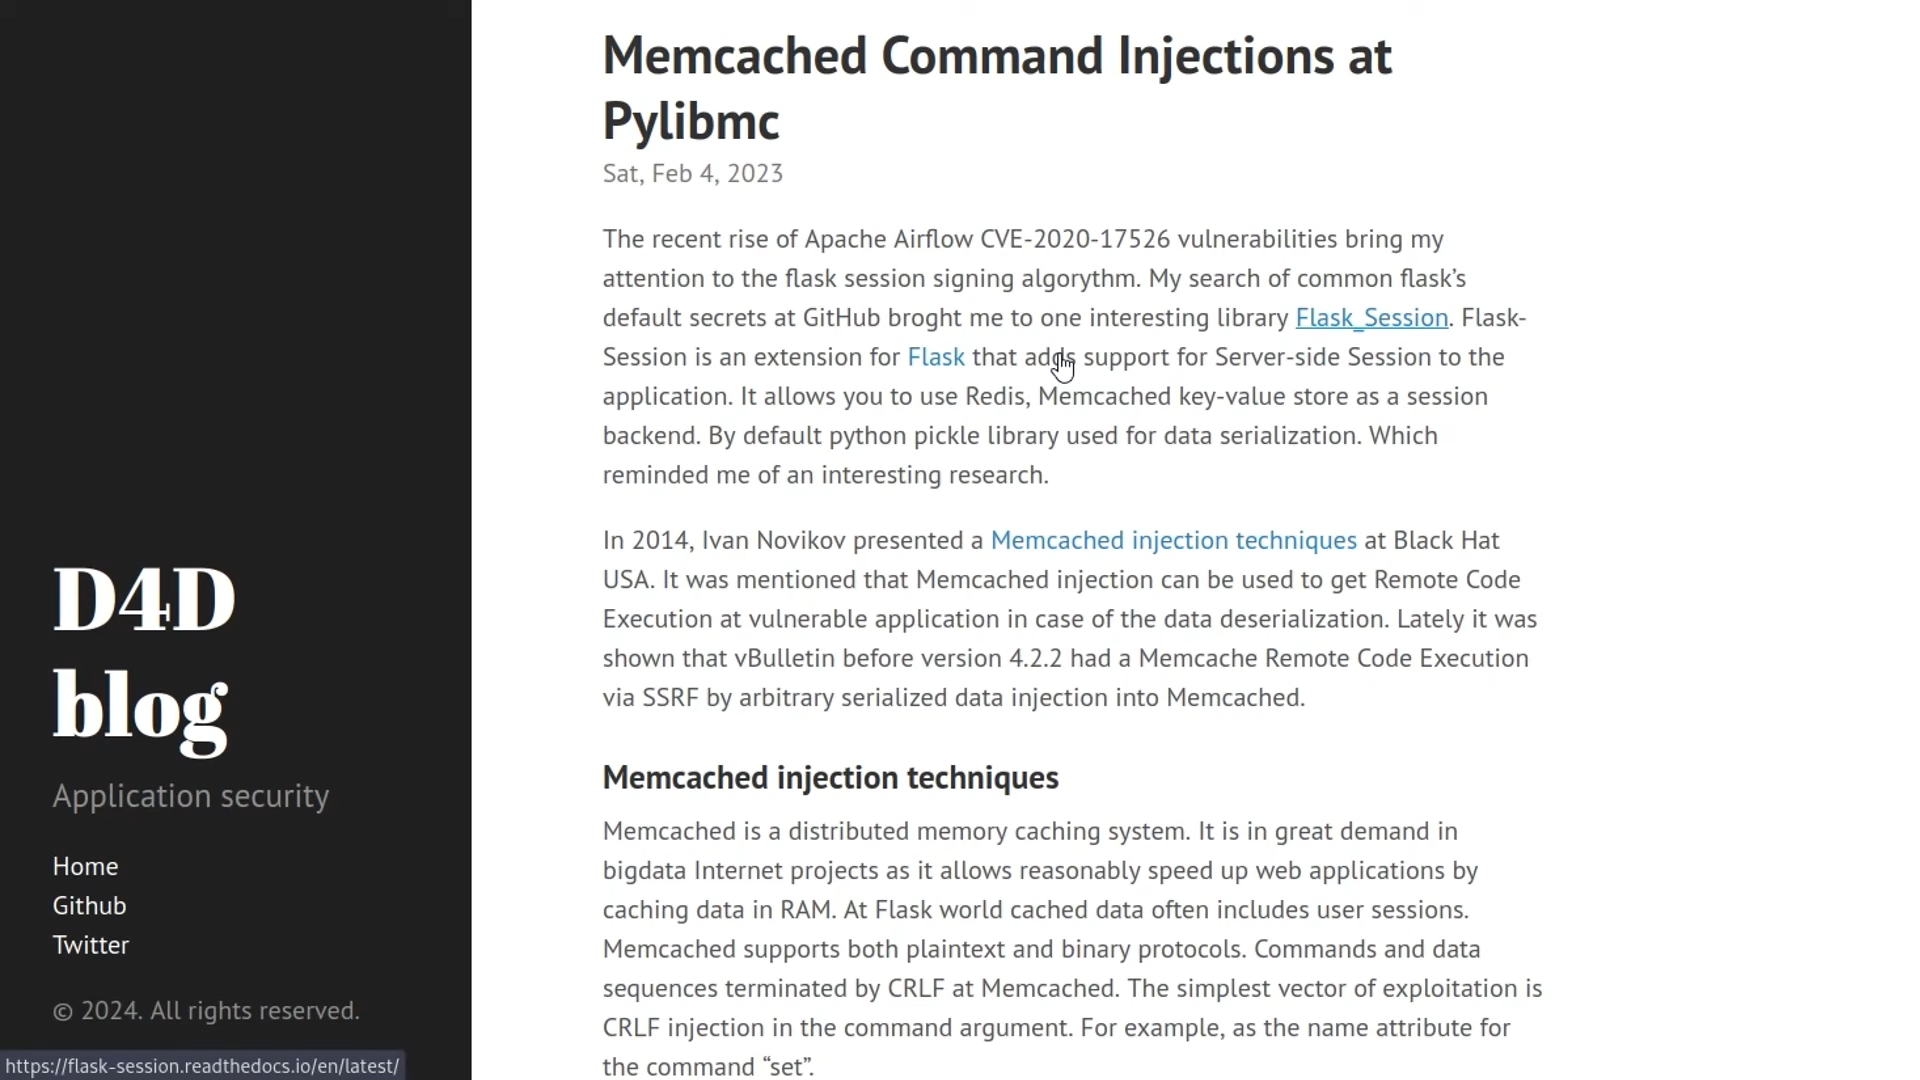 Memcached Command Injections at
Pylibmc
Sat, Feb 4, 2023
The recent rise of Apache Airflow CVE-2020-17526 vulnerabilities bring my
attention to the flask session signing algorythm. My search of common flask’s
default secrets at GitHub broght me to one interesting library Flask_Session. Flask-
Session is an extension for Flask that adds support for Server-side Session to the
application. It allows you to use Redis, Memcached key-value store as a session
backend. By default python pickle library used for data serialization. Which
reminded me of an interesting research.
In 2014, Ivan Novikov presented a Memcached injection techniques at Black Hat
USA. It was mentioned that Memcached injection can be used to get Remote Code
Execution at vulnerable application in case of the data deserialization. Lately it was
shown that vBulletin before version 4.2.2 had a Memcache Remote Code Execution
via SSRF by arbitrary serialized data injection into Memcached.
Memcached injection techniques
Memcached is a distributed memory caching system. It is in great demand in
bigdata Internet projects as it allows reasonably speed up web applications by
caching data in RAM. At Flask world cached data often includes user sessions.
Memcached supports both plaintext and binary protocols. Commands and data
sequences terminated by CRLF at Memcached. The simplest vector of exploitation is
CRLF injection in the command argument. For example, as the name attribute for
the command “set”.
D4D
blog
Application security
Home
Github
Twitter
© 2024. All rights reserved.
https://flask-session.readthedocs.io/en/latest/